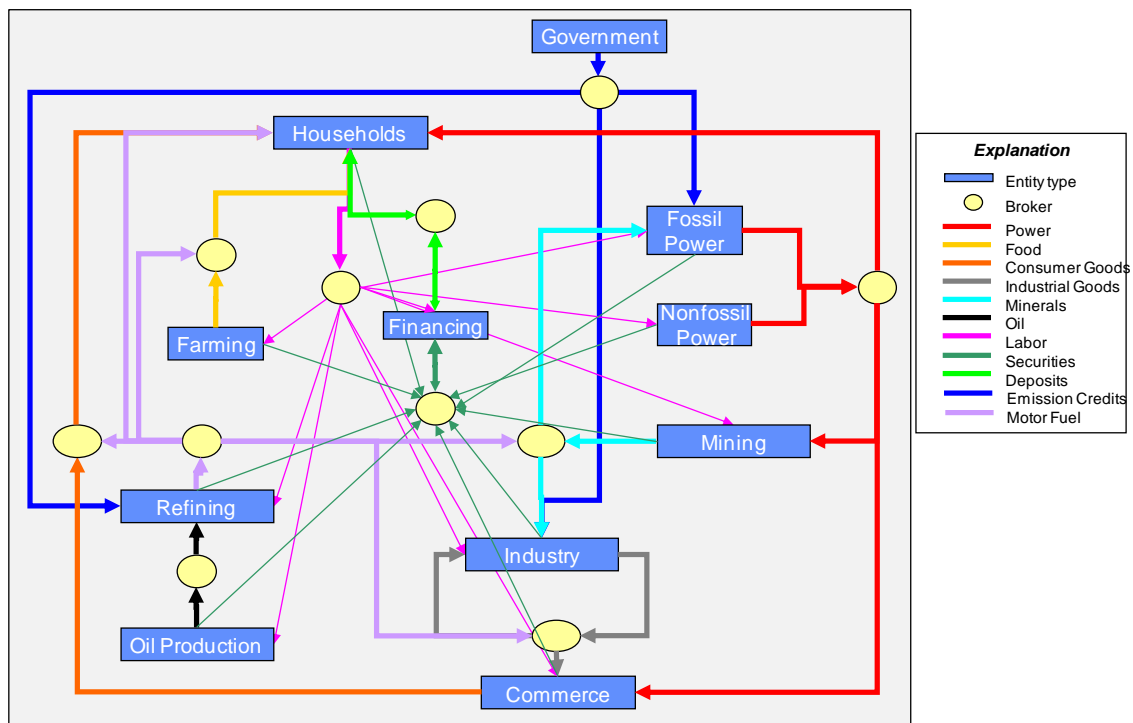 Government
Households
Fossil
Power
Nonfossil
Power
Financing
Farming
Mining
Refining
Industry
Oil Production
Commerce
Explanation
Entity type
Broker
Power
Food
Consumer Goods
Industrial Goods
Minerals
Oil
Labor
Securities
Deposits
Emission Credits
Motor Fuel